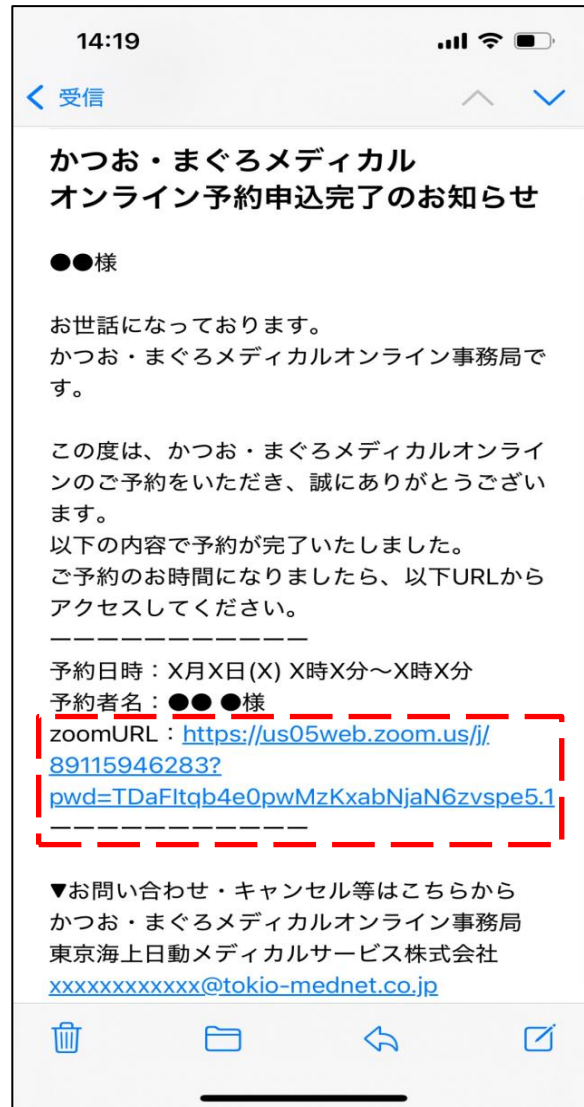 14:19
受信
かつお・まぐろメディカル
オンライン予約申込完了のお知らせ
●●様
お世話になっております。
かつお・まぐろメディカルオンライン事務局で
す。
この度は、かつお・まぐろメディカルオンライ
ンのご予約をいただき、誠にありがとうござい
ます。
以下の内容で予約が完了いたしました。
ご予約のお時間になりましたら、以下URLから
アクセスしてください。
ーーーーーーーーーーー
予約日時：X月X日(X) X時X分～X時X分
予約者名：●● ●様
zoomURL：https://us05web.zoom.us/j/
89115946283?
pwd=TDaFItqb4e0pwMzKxabNjaN6zvspe5.1
ーーーーーーーーーーー
▼お問い合わせ・キャンセル等はこちらから
かつお・まぐろメディカルオンライン事務局
東京海上日動メディカルサービス株式会社
xxxxxxxxxxxx@tokio-mednet.co.jp